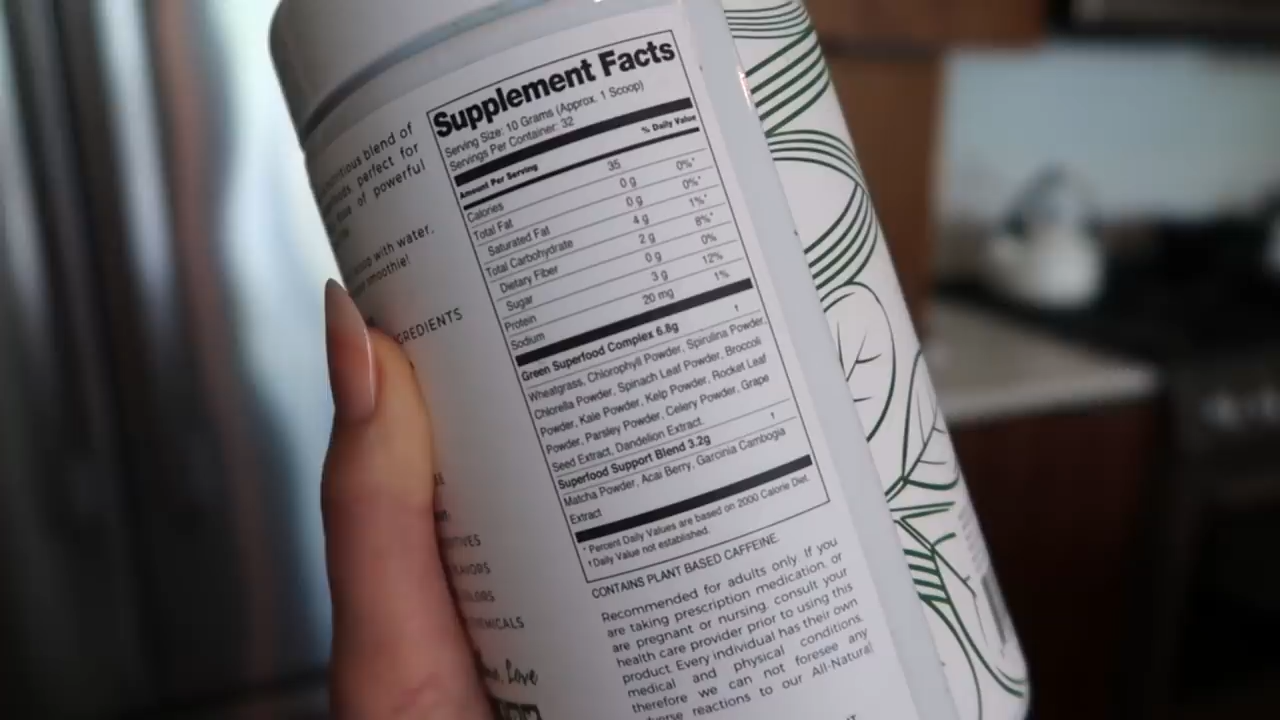 utritious blend of
perfect for
of powerful
with water,
smoothie!
GREDIENTS
Supplement Facts
Serving Size: 10 Grams (Approx. 1 Scoop)
Servings Per Container: 32
% Daily Value
Amount Per Serving
Calories 35
Total Fat 0 g 0%*
Saturated Fat 0 g 0%*
Total Carbohydrate 4 g 1%*
Dietary Fiber 2 g 8%*
Sugar 0 g 0%
Protein 3 g 12%
Sodium 20 mg 1%
Green Superfood Complex 6.8g †
Wheatgrass, Chlorophyll Powder, Spirulina Powder,
Chlorella Powder, Spinach Leaf Powder, Broccoli
Powder, Kale Powder, Kelp Powder, Rocket Leaf
Powder, Parsley Powder, Celery Powder, Grape
Seed Extract, Dandelion Extract.
Superfood Support Blend 3.2g †
Matcha Powder, Acai Berry, Garcinia Cambogia
Extract
* Percent Daily Values are based on 2000 Calorie Diet.
† Daily Value not established.
CONTAINS PLANT BASED CAFFEINE.
Recommended for adults only. If you
are taking prescription medication, or
are pregnant or nursing, consult your
health care provider prior to using this
product. Every individual has their own
medical and physical conditions,
therefore we can not foresee any
reactions to our All-Natural
Love